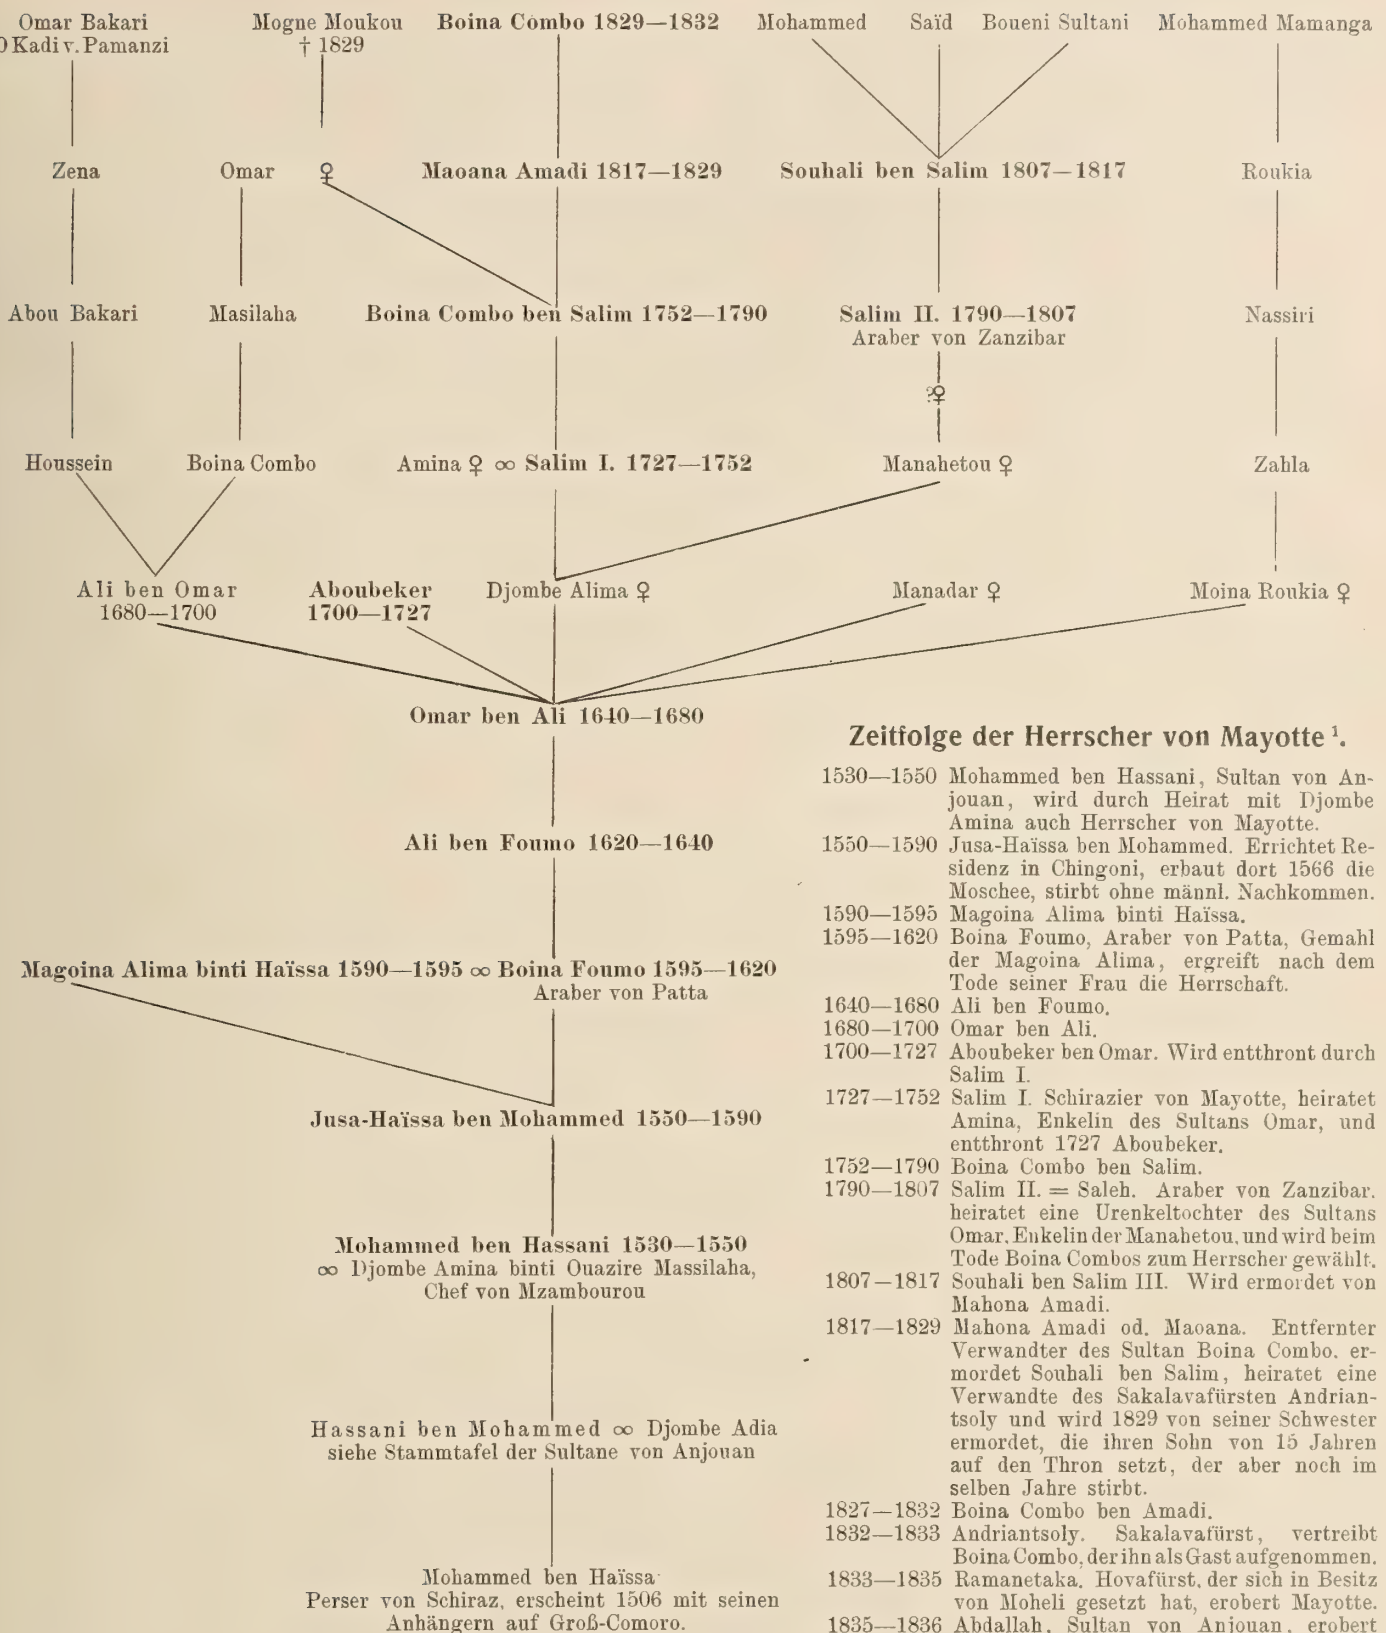 Omar Bakari
Kadi v. Pamanzi
Mogne Moukou
† 1829
Boina Combo 1829—1832
Mohammed
Saïd
Boueni Sultani
Mohammed Mamanga
Zena
Omar
♀
Maoana Amadi 1817—1829
Souhali ben Salim 1807—1817
Roukia
Abou Bakari
Masilaha
Boina Combo ben Salim 1752—1790
Salim II. 1790—1807
Araber von Zanzibar
Nassiri
?♀
Houssein
Boina Combo
Amina ♀ ∞ Salim I. 1727—1752
Manahetou ♀
Zahla
Ali ben Omar
1680—1700
Aboubeker
1700—1727
Djombe Alima ♀
Manadar ♀
Moina Roukia ♀
Omar ben Ali 1640—1680
Ali ben Foumo 1620—1640
Magoina Alima binti Haïssa 1590—1595 ∞ Boina Foumo 1595—1620
Araber von Patta
Jusa-Haïssa ben Mohammed 1550—1590
Mohammed ben Hassani 1530—1550
∞ Djombe Amina binti Ouazire Massilaha,
Chef von Mzambourou
Hassani ben Mohammed ∞ Djombe Adia
siehe Stammtafel der Sultane von Anjouan
Mohammed ben Haïssa
Perser von Schiraz, erscheint 1506 mit seinen
Anhängern auf Groß-Comoro.
Zeitfolge der Herrscher von Mayotte ¹.
1530—1550 Mohammed ben Hassani, Sultan von An-
jouan, wird durch Heirat mit Djombe
Amina auch Herrscher von Mayotte.
1550—1590 Jusa-Haïssa ben Mohammed. Errichtet Re-
sidenz in Chingoni, erbaut dort 1566 die
Moschee, stirbt ohne männl. Nachkommen.
1590—1595 Magoina Alima binti Haïssa.
1595—1620 Boina Foumo, Araber von Patta, Gemahl
der Magoina Alima, ergreift nach dem
Tode seiner Frau die Herrschaft.
1640—1680 Ali ben Foumo.
1680—1700 Omar ben Ali.
1700—1727 Aboubeker ben Omar. Wird entthront durch
Salim I.
1727—1752 Salim I. Schirazier von Mayotte, heiratet
Amina, Enkelin des Sultans Omar, und
entthront 1727 Aboubeker.
1752—1790 Boina Combo ben Salim.
1790—1807 Salim II. = Saleh. Araber von Zanzibar,
heiratet eine Urenkeltochter des Sultans
Omar, Enkelin der Manahetou, und wird beim
Tode Boina Combos zum Herrscher gewählt.
1807—1817 Souhali ben Salim III. Wird ermordet von
Mahona Amadi.
1817—1829 Mahona Amadi od. Maoana. Entfernter
Verwandter des Sultan Boina Combo, er-
mordet Souhali ben Salim, heiratet eine
Verwandte des Sakalavafürsten Andrian-
tsoly und wird 1829 von seiner Schwester
ermordet, die ihren Sohn von 15 Jahren
auf den Thron setzt, der aber noch im
selben Jahre stirbt.
1827—1832 Boina Combo ben Amadi.
1832—1833 Andriantsoly. Sakalavafürst, vertreibt
Boina Combo, der ihn als Gast aufgenommen.
1833—1835 Ramanetaka. Hovafürst, der sich in Besitz
von Moheli gesetzt hat, erobert Mayotte.
1835—1836 Abdallah, Sultan von Anjouan, erobert